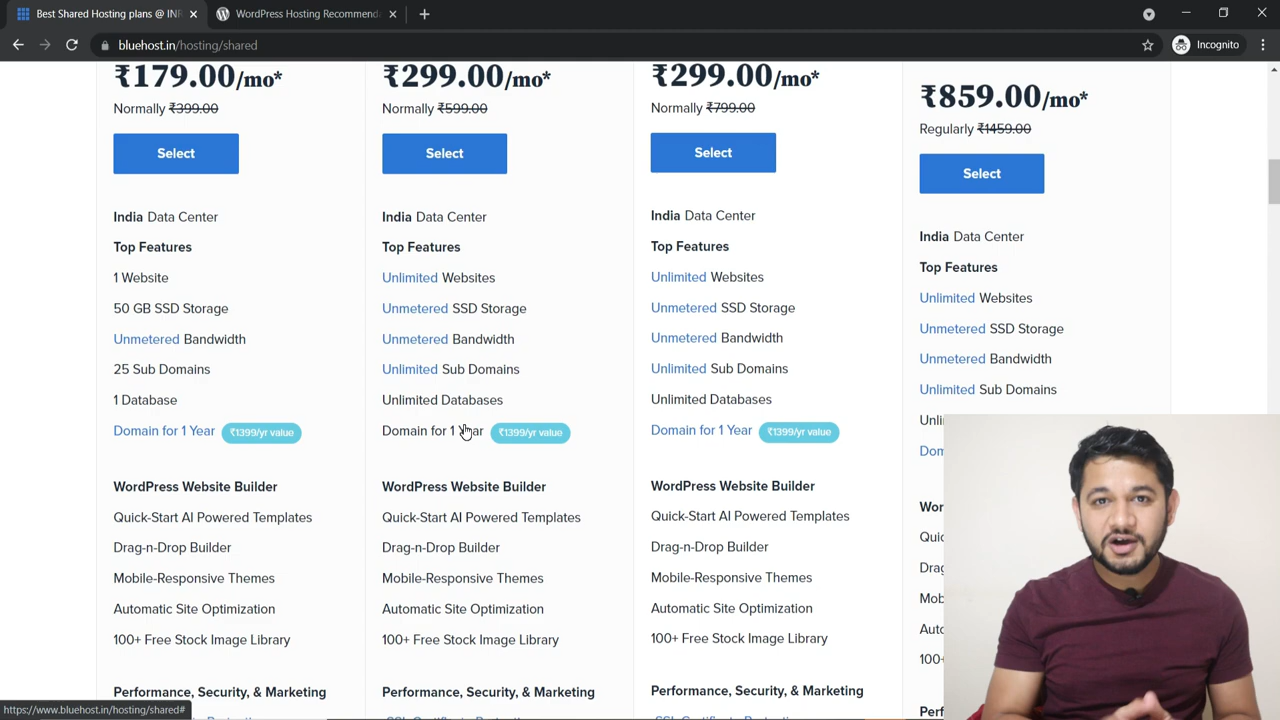 Best Shared Hosting plans @ INR
WordPress Hosting Recommend
bluehost.in/hosting/shared
Incognito
₹179.00/mo*
Normally ₹399.00
Select
India Data Center
Top Features
1 Website
50 GB SSD Storage
Unmetered Bandwidth
25 Sub Domains
1 Database
Domain for 1 Year ₹1399/yr value
WordPress Website Builder
Quick-Start AI Powered Templates
Drag-n-Drop Builder
Mobile-Responsive Themes
Automatic Site Optimization
100+ Free Stock Image Library
Performance, Security, & Marketing
₹299.00/mo*
Normally ₹599.00
Select
India Data Center
Top Features
Unlimited Websites
Unmetered SSD Storage
Unmetered Bandwidth
Unlimited Sub Domains
Unlimited Databases
Domain for 1 Year ₹1399/yr value
WordPress Website Builder
Quick-Start AI Powered Templates
Drag-n-Drop Builder
Mobile-Responsive Themes
Automatic Site Optimization
100+ Free Stock Image Library
Performance, Security, & Marketing
₹299.00/mo*
Normally ₹799.00
Select
India Data Center
Top Features
Unlimited Websites
Unmetered SSD Storage
Unmetered Bandwidth
Unlimited Sub Domains
Unlimited Databases
Domain for 1 Year ₹1399/yr value
WordPress Website Builder
Quick-Start AI Powered Templates
Drag-n-Drop Builder
Mobile-Responsive Themes
Automatic Site Optimization
100+ Free Stock Image Library
Performance, Security, & Marketing
₹859.00/mo*
Regularly ₹1459.00
Select
India Data Center
Top Features
Unlimited Websites
Unmetered SSD Storage
Unmetered Bandwidth
Unlimited Sub Domains
https://www.bluehost.in/hosting/shared#